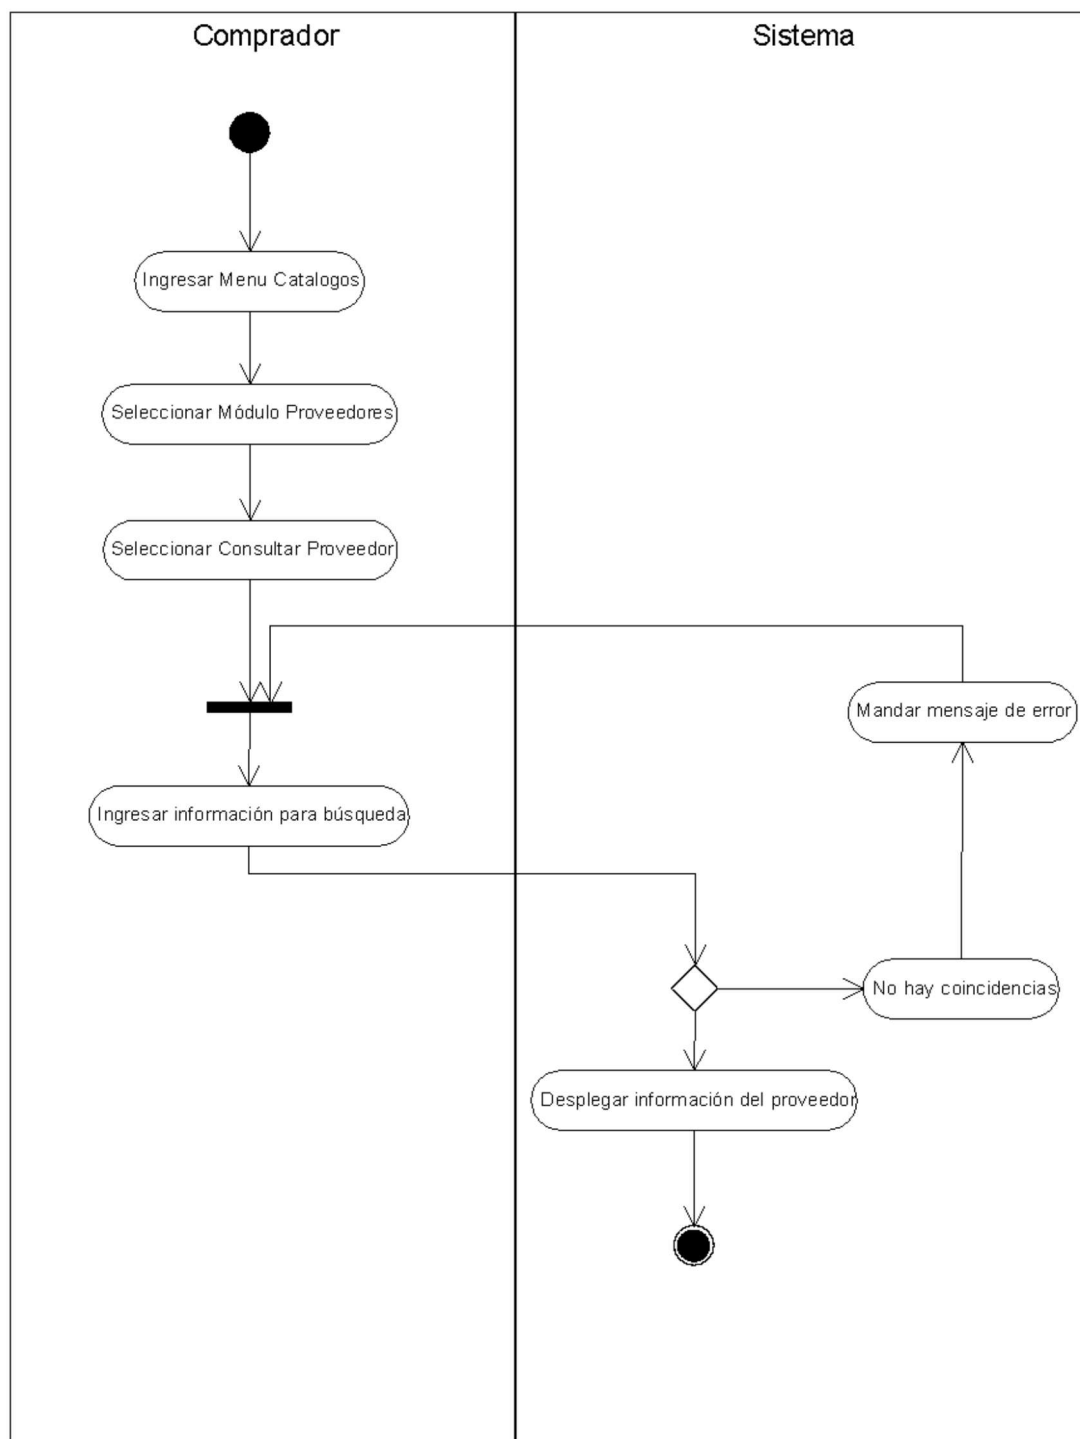 Comprador
Sistema
Ingresar Menu Catalogos
Seleccionar Módulo Proveedores
Seleccionar Consultar Proveedor
Mandar mensaje de error
Ingresar información para búsqueda
No hay coincidencias
Desplegar información del proveedor